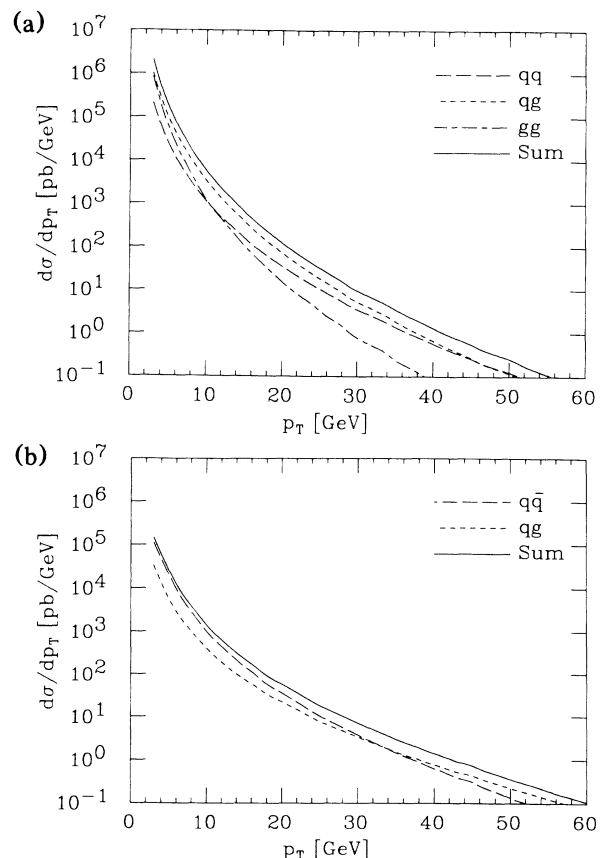 (a)
10^7
10^6
10^5
10^4
10^3
10^2
10^1
10^0
10^-1
dσ/dp_T [pb/GeV]
qq
qg
gg
Sum
0 10 20 30 40 50 60
p_T [GeV]
(b)
10^7
10^6
10^5
10^4
10^3
10^2
10^1
10^0
10^-1
dσ/dp_T [pb/GeV]
qq̄
qg
Sum
0 10 20 30 40 50 60
p_T [GeV]